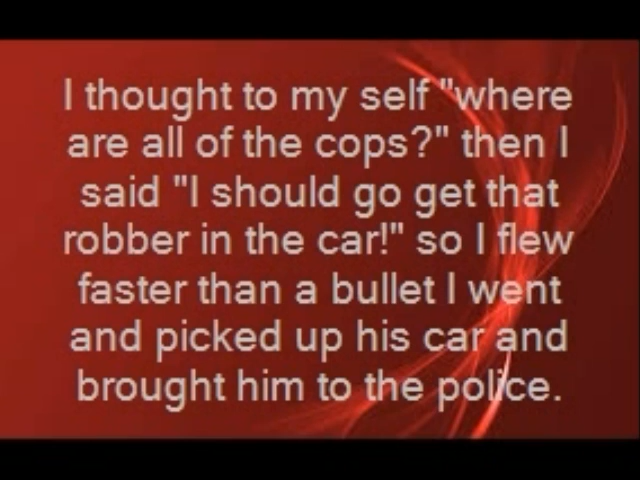 I thought to my self "where
are all of the cops?" then I
said "I should go get that
robber in the car!" so I flew
faster than a bullet I went
and picked up his car and
brought him to the police.